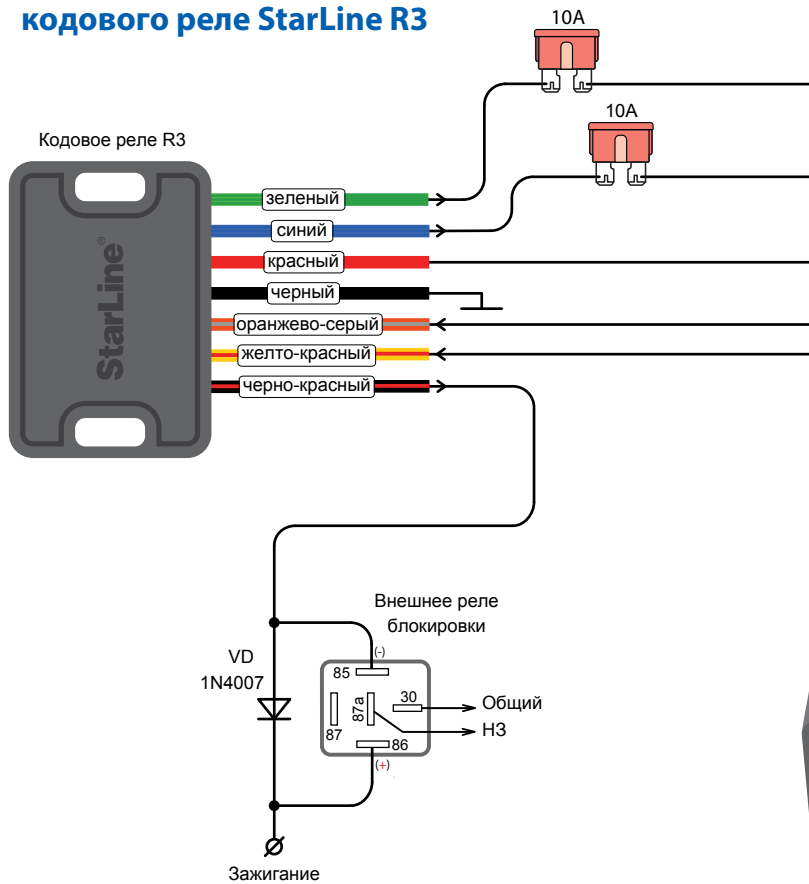 кодового реле StarLine R3
10A
10A
Кодовое реле R3
StarLine®
зеленый
синий
красный
черный
оранжево-серый
желто-красный
черно-красный
Внешнее реле
блокировки
VD
1N4007
(-)
85
30
87a
87
86
(+)
Общий
НЗ
Зажигание